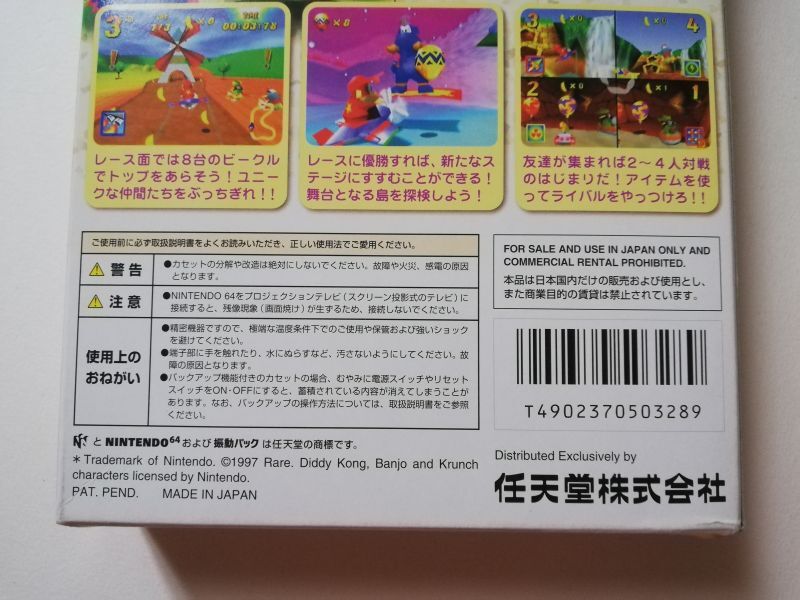 3
1/3
TIME
00:03:78
×8
3
4
2
×1
1
レース面では8台のビークル
でトップをあらそう！ユニー
クな仲間たちをぶっちぎれ!!
レースに優勝すれば、新たなス
テージにすすむことができる！
舞台となる島を探検しよう！
友達が集まれば2〜4人対戦
のはじまりだ！アイテムを使
ってライバルをやっつけろ!!
ご使用前に必ず取扱説明書をよくお読みいただき、正しい使用法でご愛用ください。
警告
●カセットの分解や改造は絶対にしないでください。故障や火災、感電の原因
となります。
注意
●NINTENDO 64をプロジェクションテレビ（スクリーン投影式のテレビ）に
接続すると、残像現象（画面焼け）が生ずるため、接続しないでください。
使用上の
おねがい
●精密機器ですので、極端な温度条件下でのご使用や保管および強いショック
を避けてください。
●端子部に手を触れたり、水にぬらすなど、汚さないようにしてください。故
障の原因となります。
●バックアップ機能付きのカセットの場合、むやみに電源スイッチやリセット
スイッチをON・OFFにすると、蓄積されている内容が消えてしまうことが
あります。なお、バックアップの操作方法については、取扱説明書をご参照
ください。
と NINTENDO64 および 振動パック は任天堂の商標です。
＊Trademark of Nintendo. ©1997 Rare. Diddy Kong, Banjo and Krunch
characters licensed by Nintendo.
PAT. PEND. MADE IN JAPAN
FOR SALE AND USE IN JAPAN ONLY AND
COMMERCIAL RENTAL PROHIBITED.
本品は日本国内だけの販売および使用とし、
また商業目的の賃貸は禁止されています。
T4902370503289
Distributed Exclusively by
任天堂株式会社